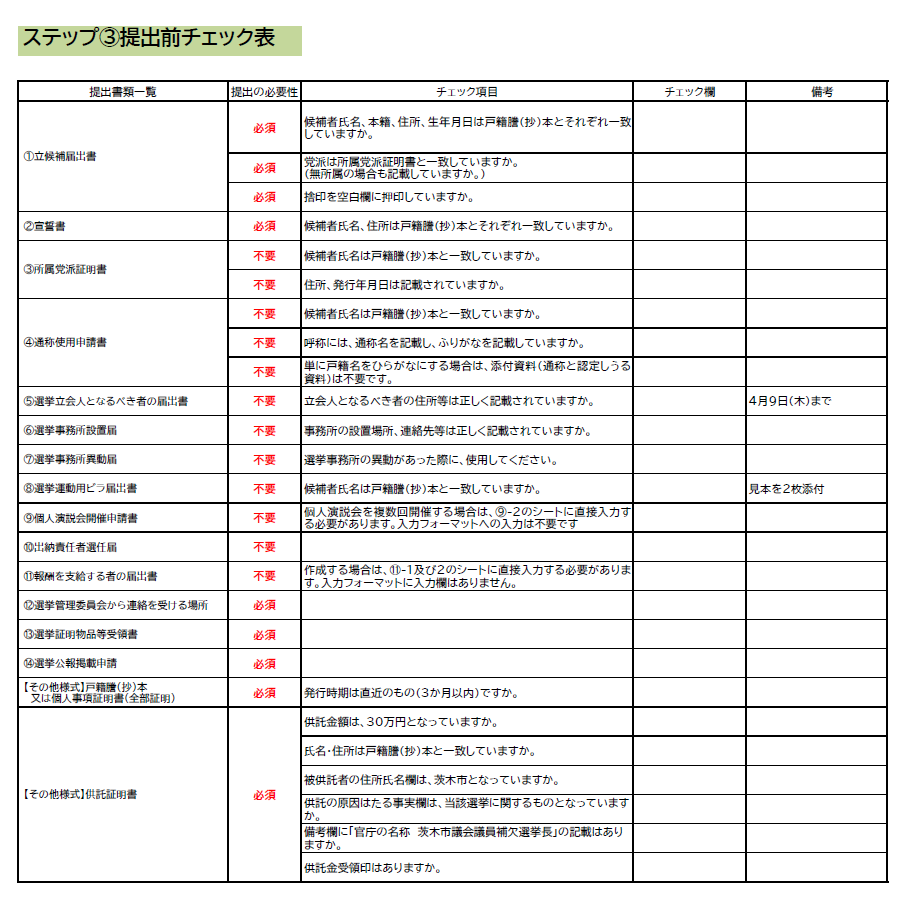 ステップ③提出前チェック表
提出書類一覧 提出の必要性 チェック項目 チェック欄 備考
①立候補届出書
必須 候補者氏名、本籍、住所、生年月日は戸籍謄(抄)本とそれぞれ一致
していますか。
必須 党派は所属党派証明書と一致していますか。
(無所属の場合も記載していますか。)
必須 捨印を空白欄に押印していますか。
②宣誓書 必須 候補者氏名、住所は戸籍謄(抄)本とそれぞれ一致していますか。
③所属党派証明書
不要 候補者氏名は戸籍謄(抄)本と一致していますか。
不要 住所、発行年月日は記載されていますか。
④通称使用申請書
不要 候補者氏名は戸籍謄(抄)本と一致していますか。
不要 呼称には、通称名を記載し、ふりがなを記載していますか。
不要 単に戸籍名をひらがなにする場合は、添付資料(通称と認定しうる
資料)は不要です。
⑤選挙立会人となるべき者の届出書 不要 立会人となるべき者の住所等は正しく記載されていますか。 4月9日(木)まで
⑥選挙事務所設置届 不要 事務所の設置場所、連絡先等は正しく記載されていますか。
⑦選挙事務所異動届 不要 選挙事務所の異動があった際に、使用してください。
⑧選挙運動用ビラ届出書 不要 候補者氏名は戸籍謄(抄)本と一致していますか。 見本を2枚添付
⑨個人演説会開催申請書 不要 個人演説会を複数回開催する場合は、⑨-2のシートに直接入力す
る必要があります。入力フォーマットへの入力は不要です
⑩出納責任者選任届 不要
⑪報酬を支給する者の届出書 不要 作成する場合は、⑪-1及び2のシートに直接入力する必要がありま
す。入力フォーマットに入力欄はありません。
⑫選挙管理委員会から連絡を受ける場所 必須
⑬選挙証明物品等受領書 必須
⑭選挙公報掲載申請 必須
【その他様式】戸籍謄(抄)本
又は個人事項証明書(全部証明) 必須 発行時期は直近のもの(3か月以内)ですか。
【その他様式】供託証明書 必須
供託金額は、30万円となっていますか。
氏名・住所は戸籍謄(抄)本と一致していますか。
被供託者の住所氏名欄は、茨木市となっていますか。
供託の原因はたる事実欄は、当該選挙に関するものとなっています
か。
備考欄に「官庁の名称 茨木市議会議員補欠選挙長」の記載はあり
ますか。
供託金受領印はありますか。